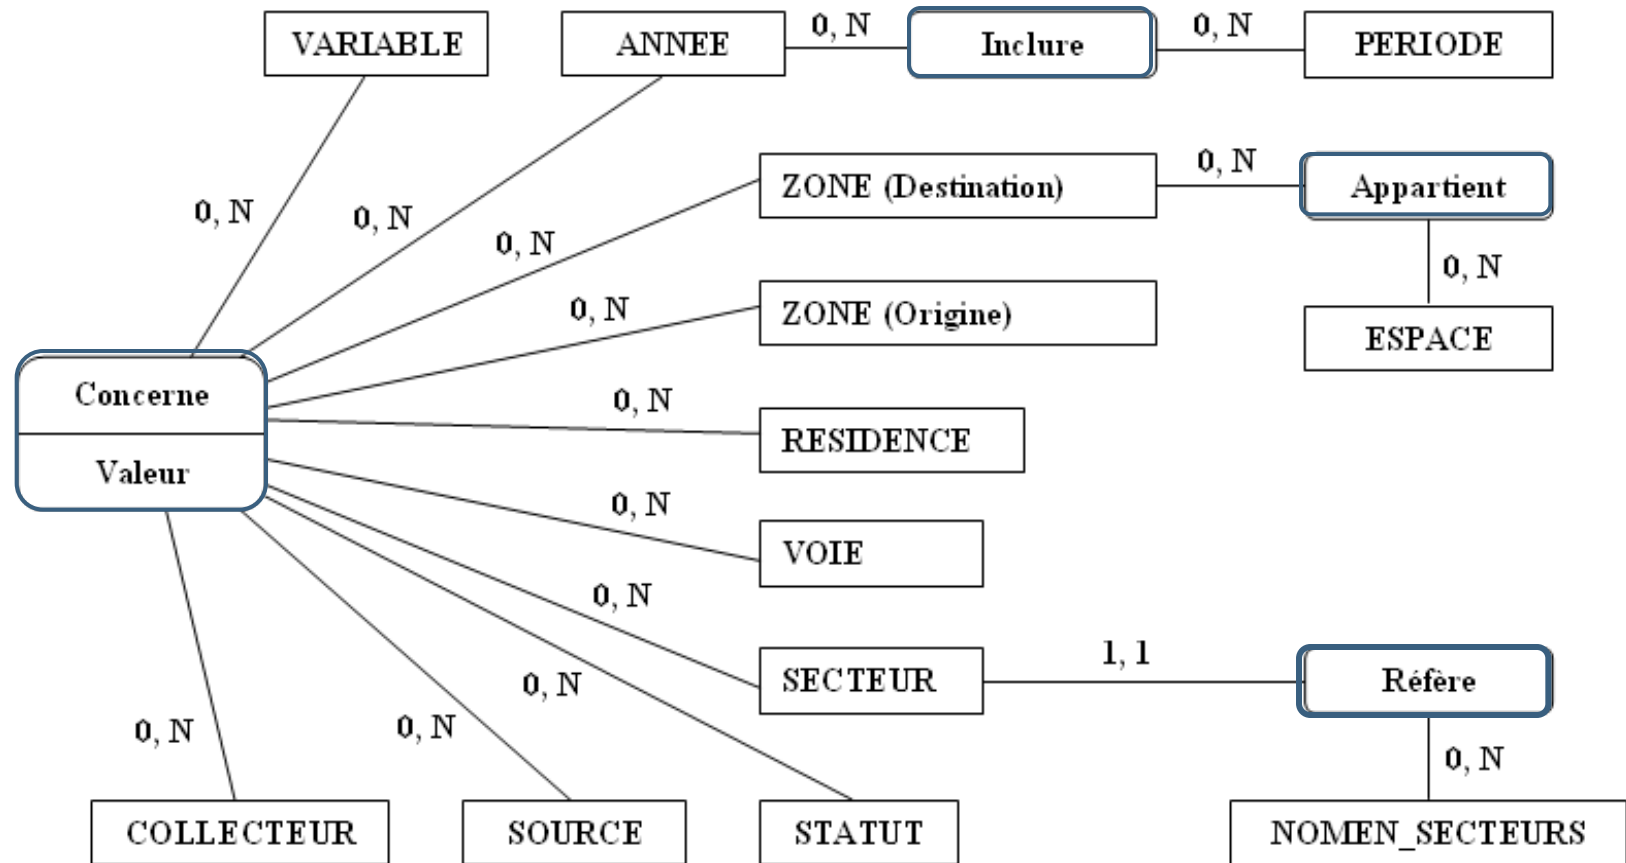 VARIABLE
ANNEE
0, N
Inclure
0, N
PERIODE
0, N
0, N
0, N
ZONE (Destination)
0, N
Appartient
0, N
0, N
ZONE (Origine)
ESPACE
Concerne
Valeur
0, N
RESIDENCE
0, N
VOIE
0, N
SECTEUR
1, 1
Réfère
0, N
0, N
0, N
0, N
COLLECTEUR
SOURCE
STATUT
NOMEN_SECTEURS